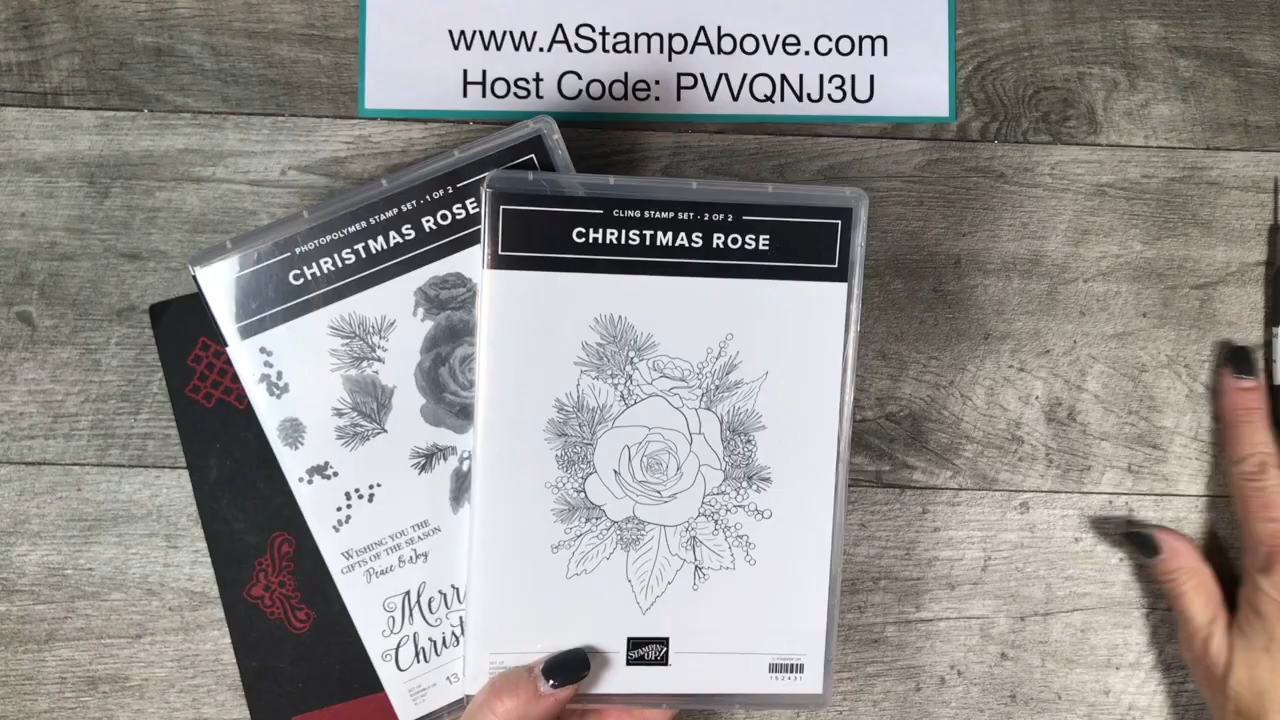 www.AStampAbove.com
Host Code: PVVQNJ3U
PHOTOPOLYMER STAMP SET • 1 OF 2
CHRISTMAS ROSE
WISHING YOU THE
GIFTS OF THE SEASON
Peace & Joy
Christ
13
CLING STAMP SET • 2 OF 2
CHRISTMAS ROSE
STAMPIN' UP!
152431